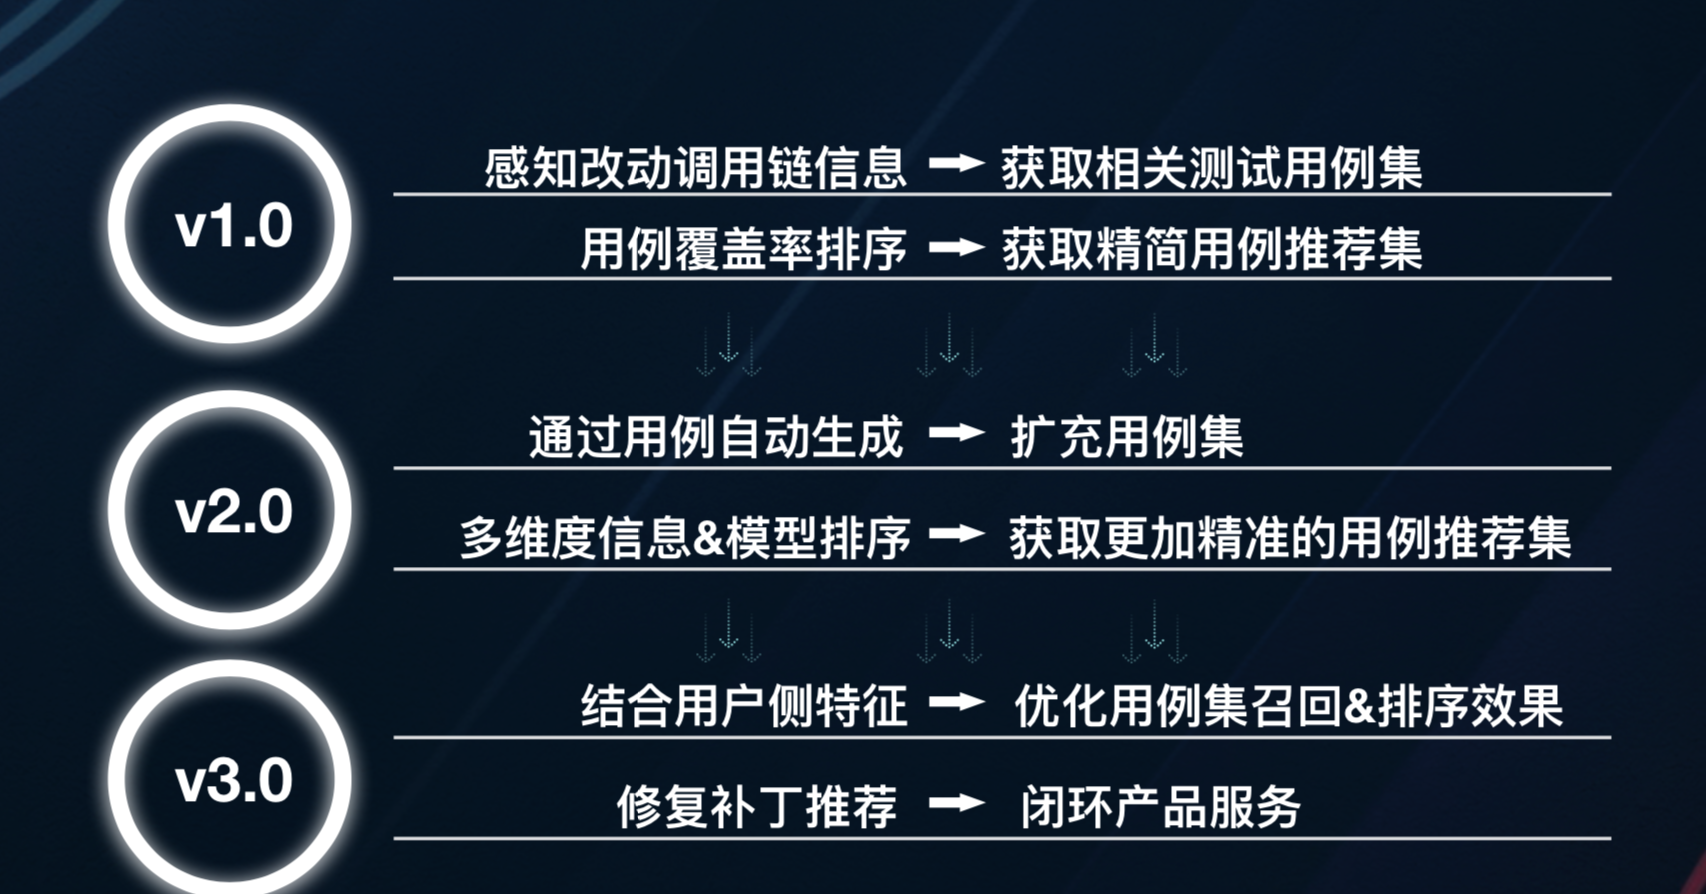 v1.0
感知改动调用链信息 → 获取相关测试用例集
用例覆盖率排序 → 获取精简用例推荐集
v2.0
通过用例自动生成 → 扩充用例集
多维度信息&模型排序 → 获取更加精准的用例推荐集
v3.0
结合用户侧特征 → 优化用例集召回&排序效果
修复补丁推荐 → 闭环产品服务